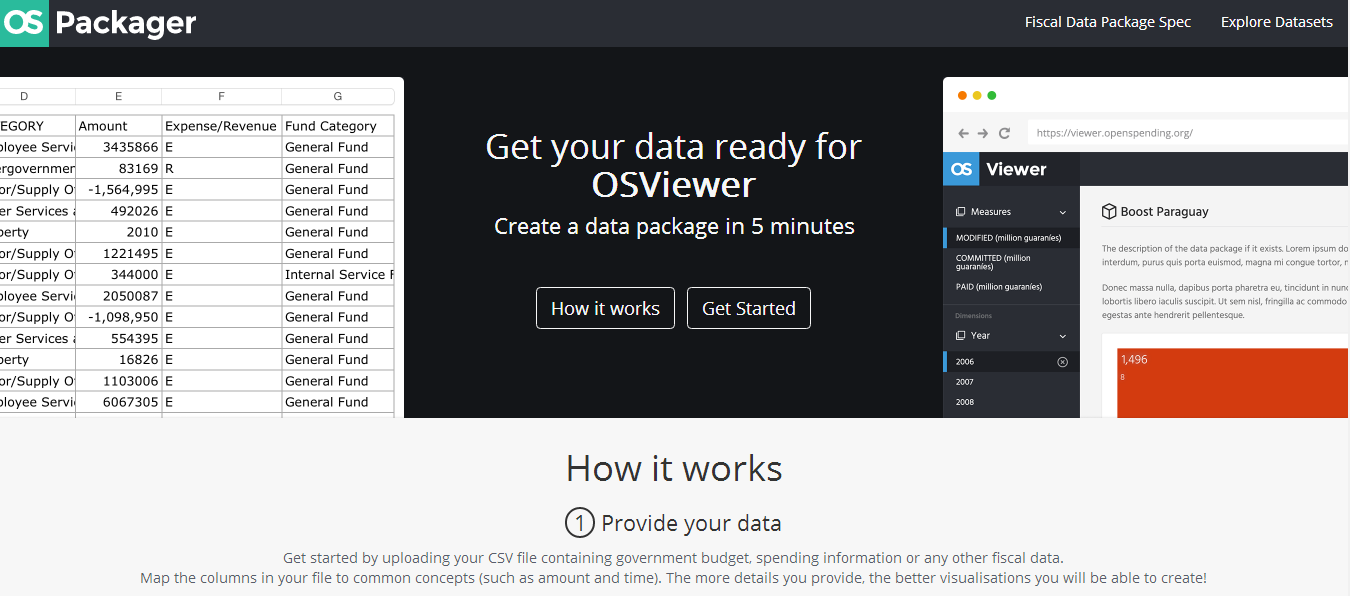 OS Packager
Fiscal Data Package Spec Explore Datasets
D E F G
EGORY Amount Expense/Revenue Fund Category
ployee Servi 3435866 E General Fund
ergovernmer 83169 R General Fund
or/Supply O -1,564,995 E General Fund
er Services a 492026 E General Fund
perty 2010 E General Fund
or/Supply O 1221495 E General Fund
or/Supply O 344000 E Internal Service F
ployee Servi 2050087 E General Fund
or/Supply O -1,098,950 E General Fund
er Services a 554395 E General Fund
perty 16826 E General Fund
or/Supply O 1103006 E General Fund
ployee Servi 6067305 E General Fund
Get your data ready for
OSViewer
Create a data package in 5 minutes
How it works Get Started
https://viewer.openspending.org/
OS Viewer
Measures
MODIFIED (million guaraníes)
COMMITTED (million
guaraníes)
PAID (million guaraníes)
Dimensions
Year
2006
2007
2008
Boost Paraguay
The description of the data package if it exists. Lorem ipsum do
interdum, purus quis porta euismod, magna mi congue tortor,
Donec massa nulla, dapibus porta pharetra eu, tincidunt in nunc
lobortis libero iaculis suscipit. Ut sem nisl, fringilla ac commodo
egestas ante hendrerit pellentesque.
1,496
8
How it works
1 Provide your data
Get started by uploading your CSV file containing government budget, spending information or any other fiscal data.
Map the columns in your file to common concepts (such as amount and time). The more details you provide, the better visualisations you will be able to create!